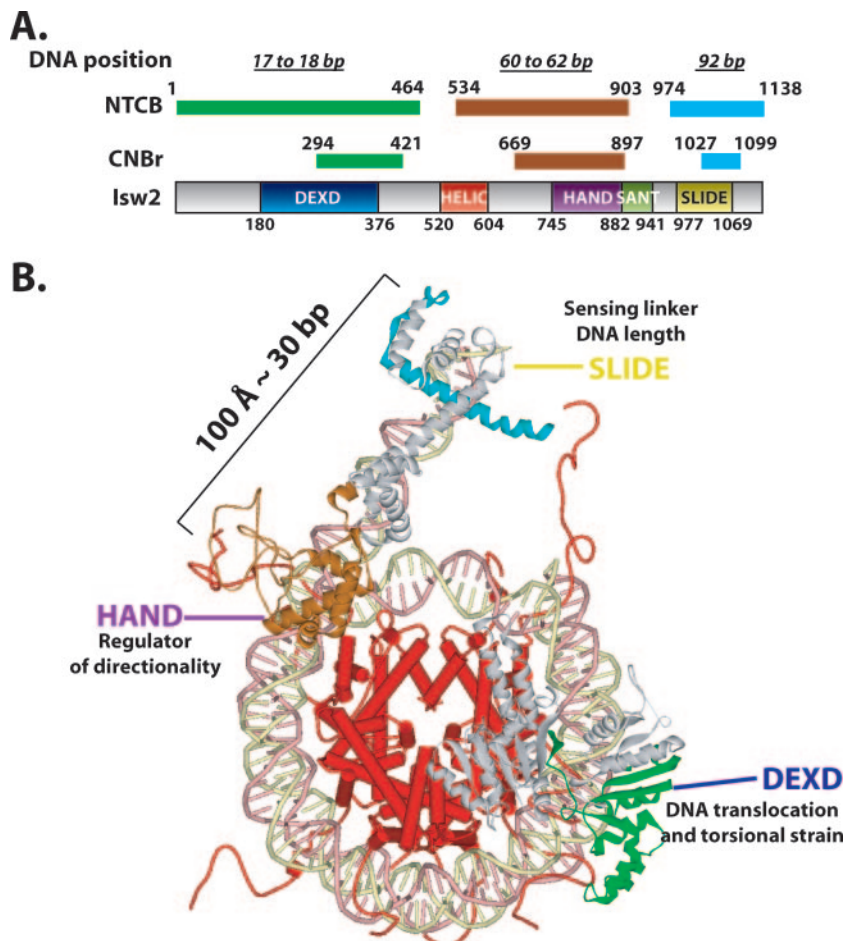 A.
DNA position 17 to 18 bp 60 to 62 bp 92 bp
1 464 534 903 974 1138
NTCB
294 421 669 897 1027 1099
CNBr
Isw2 DEXD HELIC HAND SANT SLIDE
180 376 520 604 745 882 941 977 1069
B.
100 Å ~ 30 bp
Sensing linker
DNA length
SLIDE
HAND
Regulator
of directionality
DEXD
DNA translocation
and torsional strain